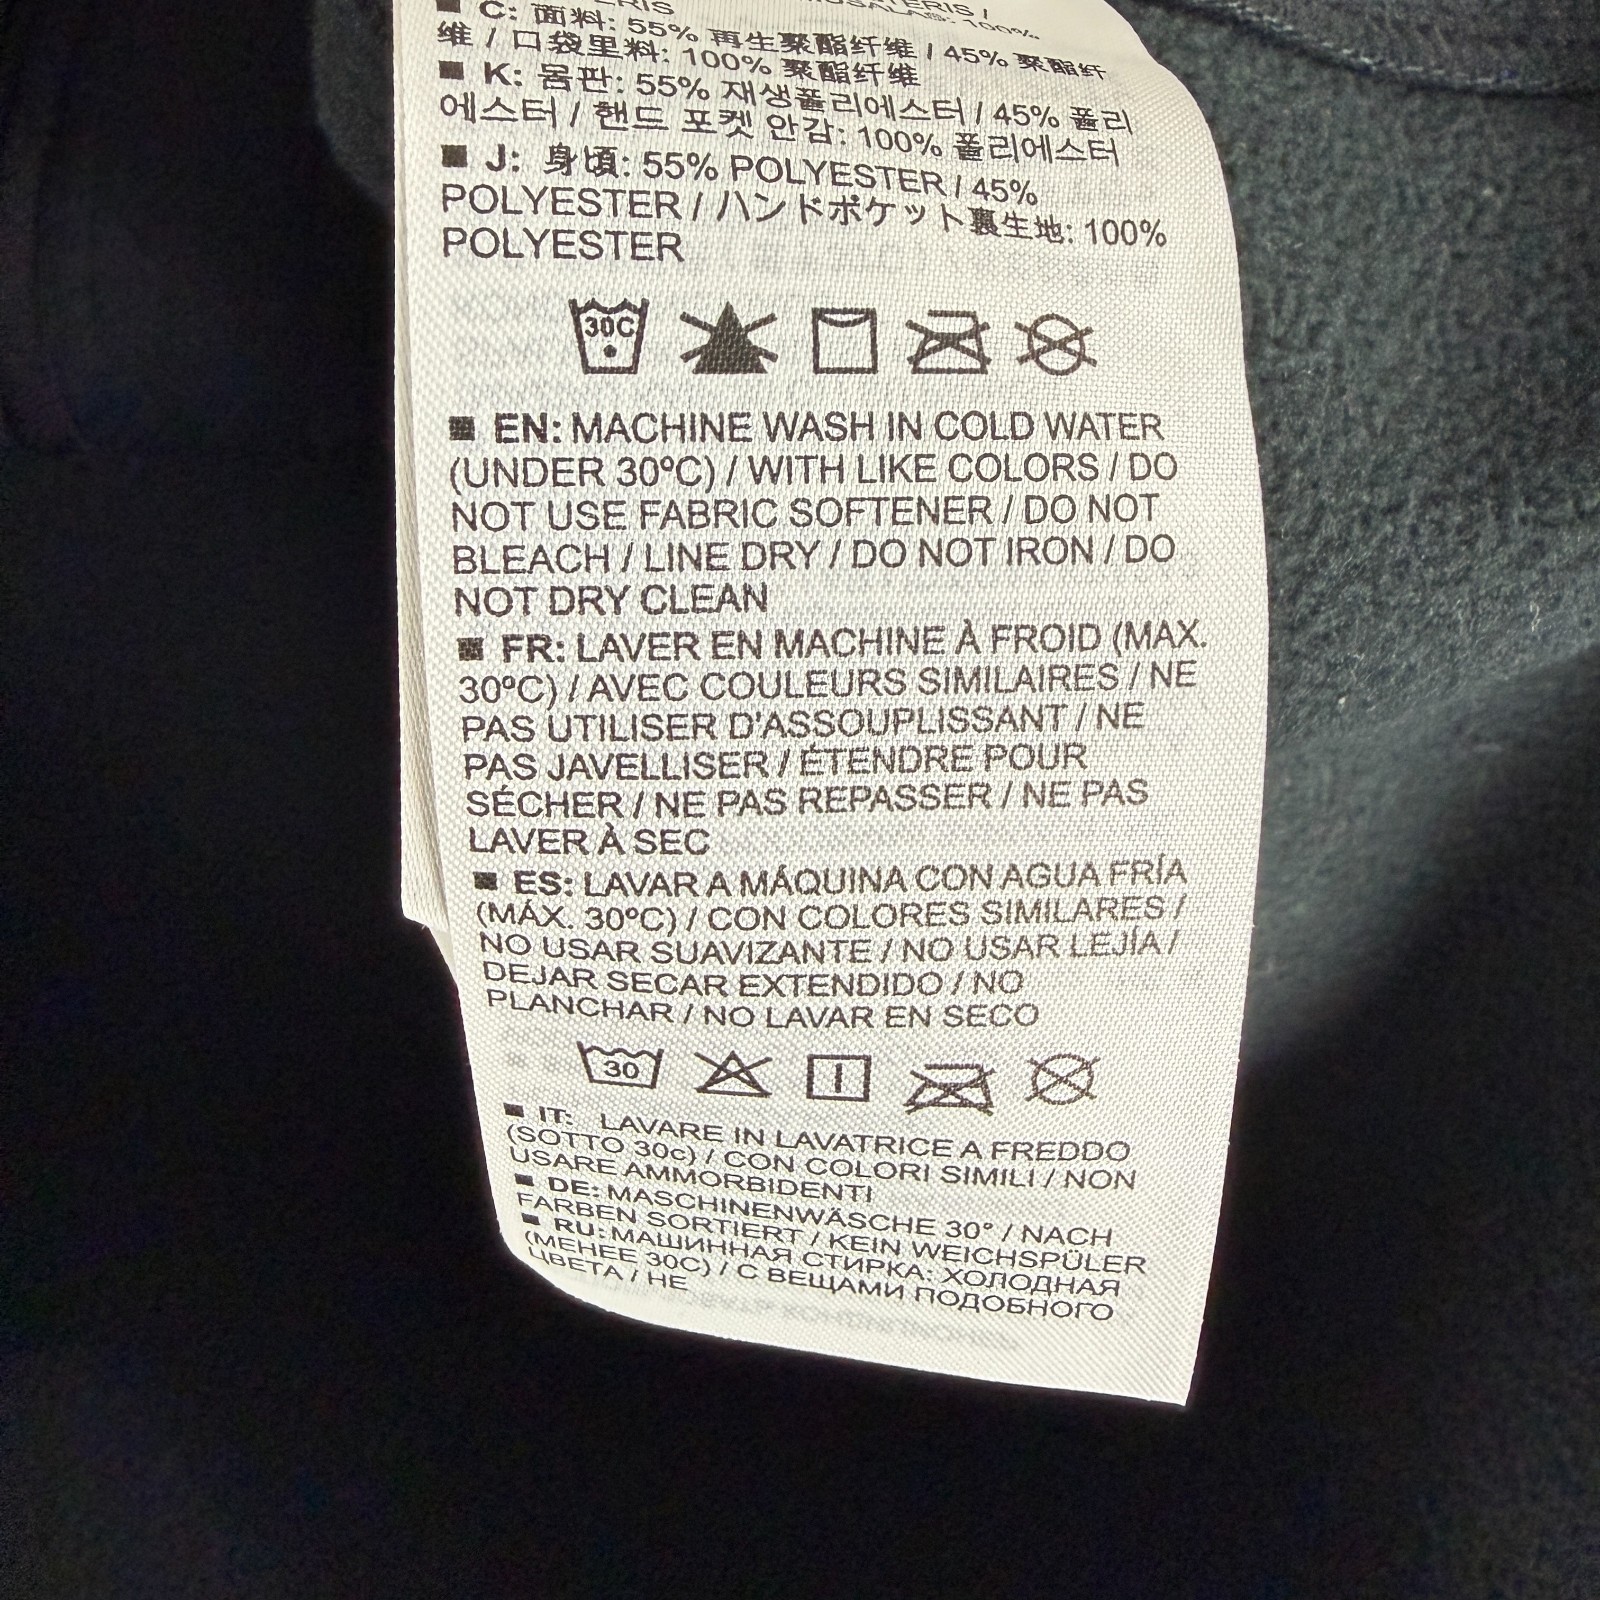 ■ C: 面料: 55% 再生聚酯纤维 / 45% 聚酯纤
维 / 口袋里料: 100% 聚酯纤维
■ K: 몸판: 55% 재생폴리에스터 / 45% 폴리
에스터 / 핸드 포켓 안감: 100% 폴리에스터
■ J: 身頃: 55% POLYESTER / 45%
POLYESTER / ハンドポケット裏生地: 100%
POLYESTER
30C
■ EN: MACHINE WASH IN COLD WATER
(UNDER 30ºC) / WITH LIKE COLORS / DO
NOT USE FABRIC SOFTENER / DO NOT
BLEACH / LINE DRY / DO NOT IRON / DO
NOT DRY CLEAN
■ FR: LAVER EN MACHINE À FROID (MAX.
30ºC) / AVEC COULEURS SIMILAIRES / NE
PAS UTILISER D'ASSOUPLISSANT / NE
PAS JAVELLISER / ÉTENDRE POUR
SÉCHER / NE PAS REPASSER / NE PAS
LAVER À SEC
■ ES: LAVAR A MÁQUINA CON AGUA FRÍA
(MÁX. 30ºC) / CON COLORES SIMILARES /
NO USAR SUAVIZANTE / NO USAR LEJÍA /
DEJAR SECAR EXTENDIDO / NO
PLANCHAR / NO LAVAR EN SECO
30
■ IT: LAVARE IN LAVATRICE A FREDDO
(SOTTO 30c) / CON COLORI SIMILI / NON
USARE AMMORBIDENTI
■ DE: MASCHINENWÄSCHE 30° / NACH
FARBEN SORTIERT / KEIN WEICHSPÜLER
■ RU: МАШИННАЯ СТИРКА: ХОЛОДНАЯ
(МЕНЕЕ 30C) / С ВЕЩАМИ ПОДОБНОГО
ЦВЕТА / НЕ